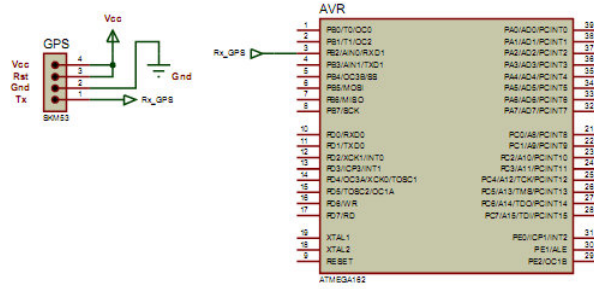 GPS
Vcc
Vcc 4
Rst 3
Gnd 2
Tx 1
SKM53
Gnd
Rx_GPS
AVR
Rx_GPS
1 PB0/T0/OC0
2 PB1/T1/OC2
3 PB2/AIN0/RXD1
4 PB3/AIN1/TXD1
5 PB4/OC3B/SS
6 PB5/MOSI
7 PB6/MISO
8 PB7/SCK
10 PD0/RXD0
11 PD1/TXD0
12 PD2/XCK1/INT0
13 PD3/ICP3/INT1
14 PD4/OC3A/XCK0/TOSC1
15 PD5/TOSC2/OC1A
16 PD6/WR
17 PD7/RD
19 XTAL1
18 XTAL2
9 RESET
PA0/AD0/PCINT0 39
PA1/AD1/PCINT1 38
PA2/AD2/PCINT2 37
PA3/AD3/PCINT3 36
PA4/AD4/PCINT4 35
PA5/AD5/PCINT5 34
PA6/AD6/PCINT6 33
PA7/AD7/PCINT7 32
PC0/A8/PCINT8 21
PC1/A9/PCINT9 22
PC2/A10/PCINT10 23
PC3/A11/PCINT11 24
PC4/A12/TCK/PCINT12 25
PC5/A13/TMS/PCINT13 26
PC6/A14/TDO/PCINT14 27
PC7/A15/TDI/PCINT15 28
PE0/ICP1/INT2 31
PE1/ALE 30
PE2/OC1B 29
ATMEGA162